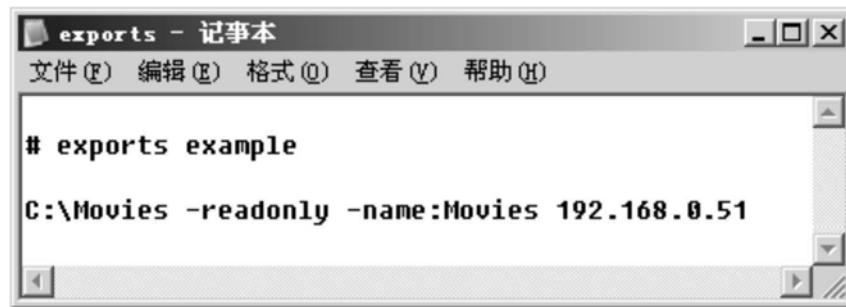 exports - 记事本
文件(F) 编辑(E) 格式(O) 查看(V) 帮助(H)
# exports example
C:\Movies -readonly -name:Movies 192.168.0.51